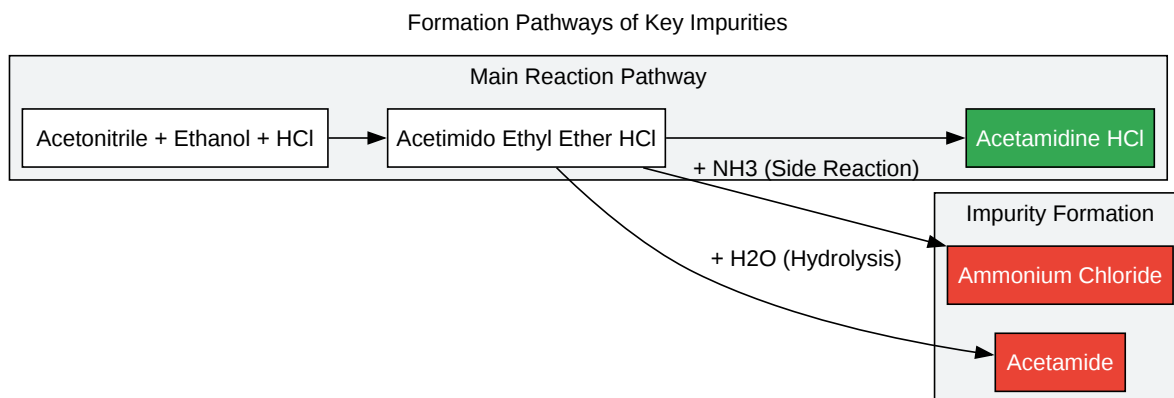 Formation Pathways of Key Impurities
Main Reaction Pathway
Acetonitrile + Ethanol + HCl
Acetimido Ethyl Ether HCl
Acetamidine HCl
+ NH3 (Side Reaction)
Impurity Formation
+ H2O (Hydrolysis)
Ammonium Chloride
Acetamide